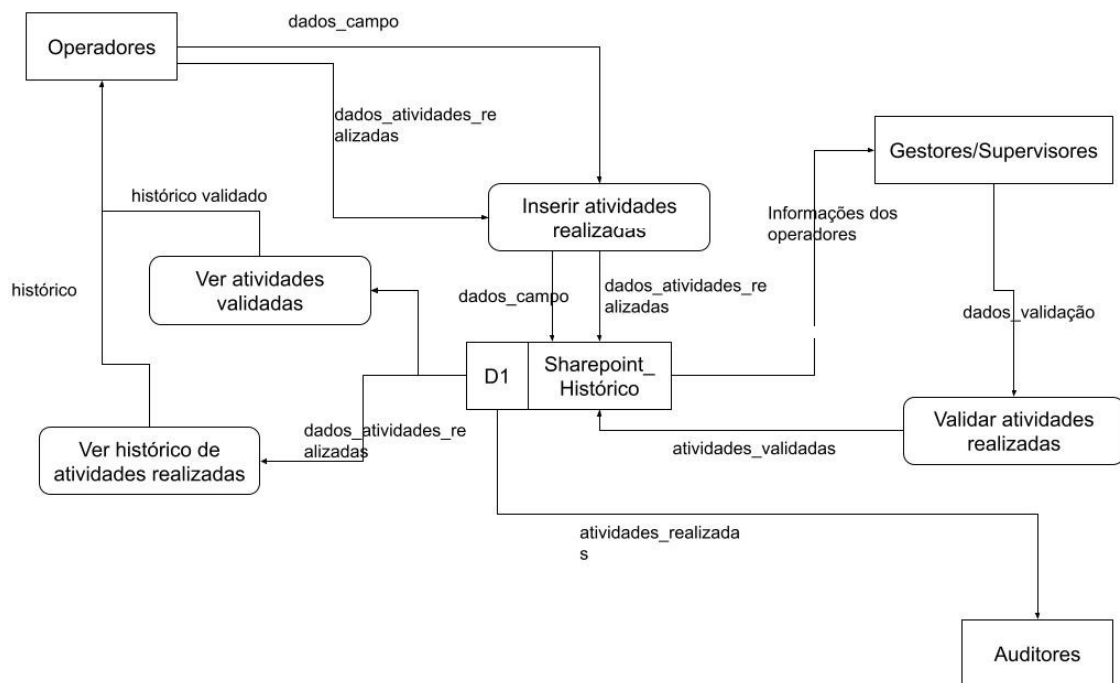 dados_campo
Operadores
dados_atividades_re
alizadas
Gestores/Supervisores
histórico validado
Inserir atividades
realizadas
Informações dos
operadores
Ver atividades
validadas
histórico
dados_campo
dados_atividades_re
alizadas
dados_validação
D1
Sharepoint_
Histórico
Validar atividades
realizadas
dados_atividades_re
alizadas
Ver histórico de
atividades realizadas
atividades_validadas
atividades_realizada
s
Auditores